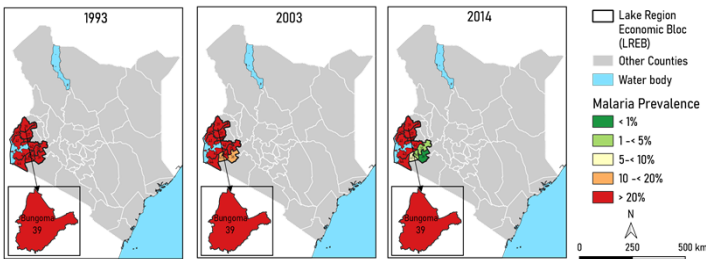 1993
2003
2014
Bungoma
39
Bungoma
39
Bungoma
39
Lake Region
Economic Bloc
(LREB)
Other Counties
Water body
Malaria Prevalence
< 1%
1 -< 5%
5-< 10%
10 -< 20%
> 20%
N
0 250 500 km